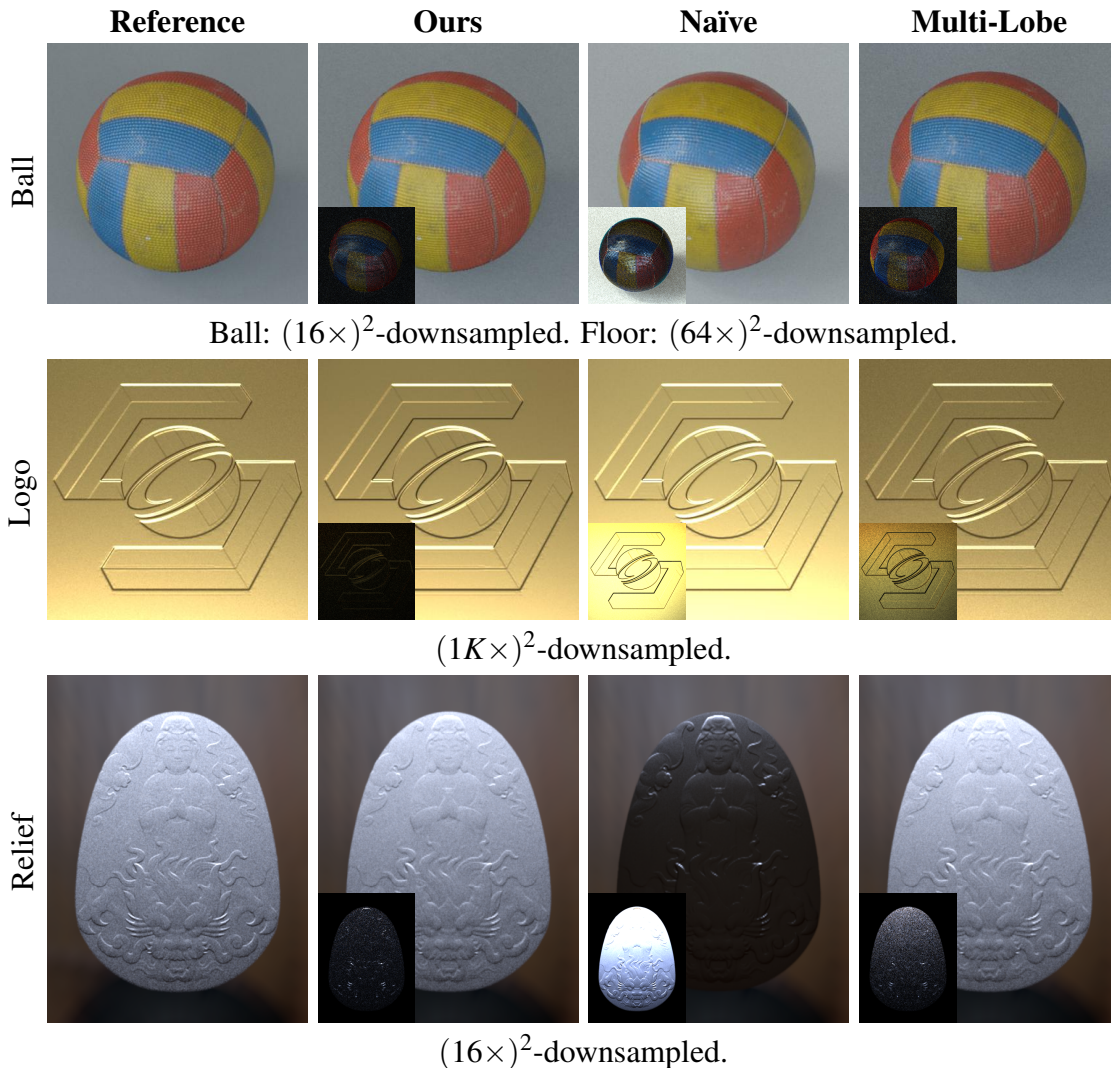 Reference Ours Naïve Multi-Lobe
Ball
Ball: (16×)²-downsampled. Floor: (64×)²-downsampled.
Logo
(1K×)²-downsampled.
Relief
(16×)²-downsampled.